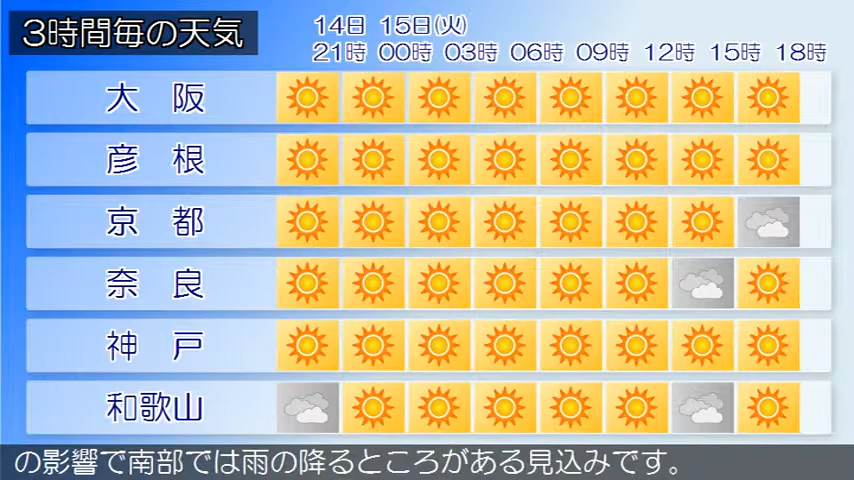 3時間毎の天気
14日 15日(火)
21時 00時 03時 06時 09時 12時 15時 18時
大阪
彦根
京都
奈良
神戸
和歌山
の影響で南部では雨の降るところがある見込みです。